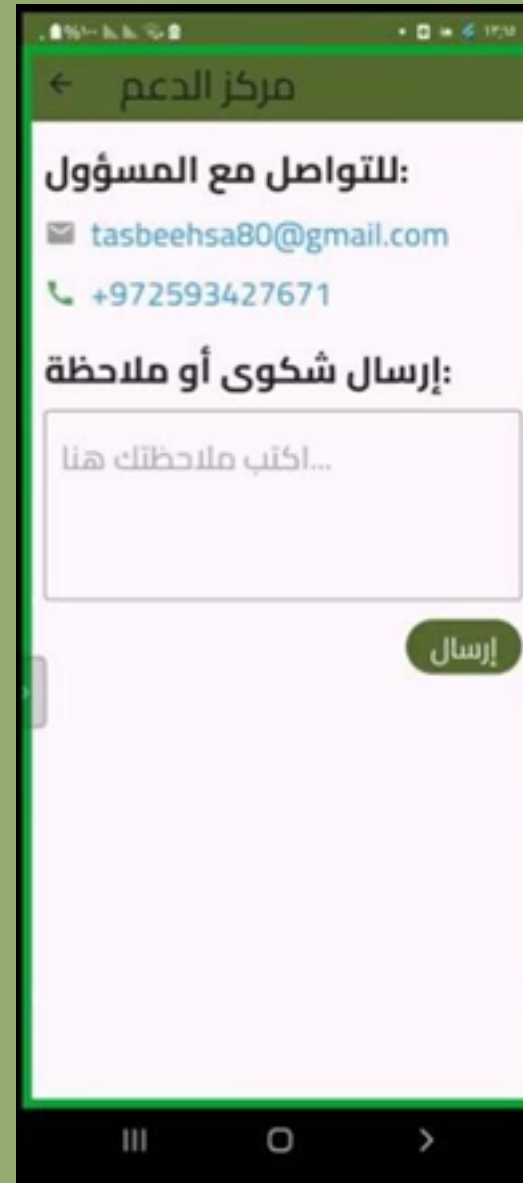 مركز الدعم
للتواصل مع المسؤول:
tasbeehsa80@gmail.com
+972593427671
إرسال شكوى أو ملاحظة:
اكتب ملاحظتك هنا...
إرسال